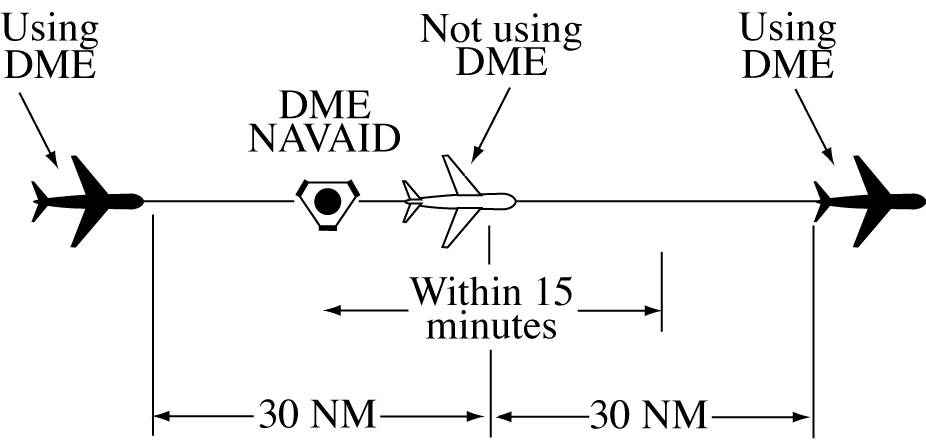 Using
DME
Not using
DME
Using
DME
DME
NAVAID
Within 15
minutes
30 NM
30 NM